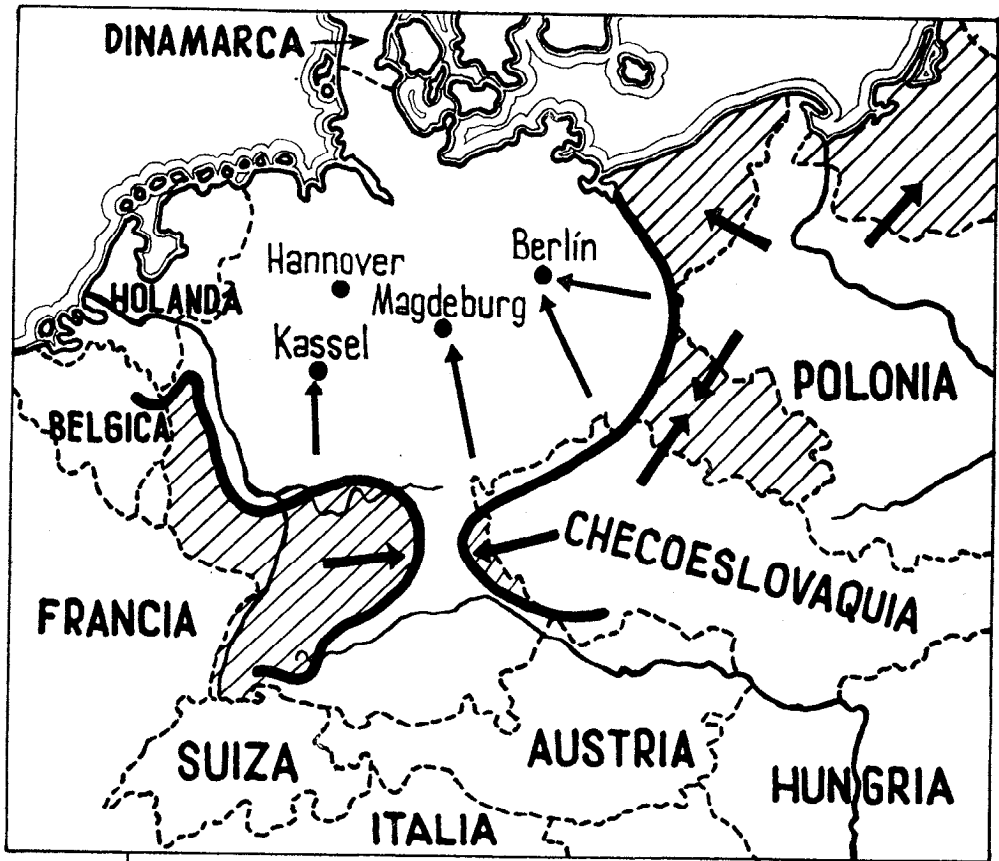 DINAMARCA
Berlín
Hannover
HOLANDA
Magdeburg
Kassel
POLONIA
BELGICA
CHECOESLOVAQUIA
FRANCIA
SUIZA
AUSTRIA
HUNGRIA
ITALIA